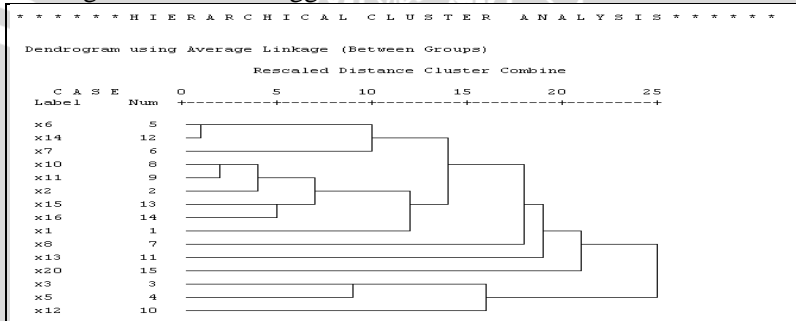 * * * * * * H I E R A R C H I C A L   C L U S T E R   A N A L Y S I S * * * * * *
Dendrogram using Average Linkage (Between Groups)
Rescaled Distance Cluster Combine
C A S E 0 5 10 15 20 25
Label Num +---------+---------+---------+---------+---------+
x6 5
x14 12
x7 6
x10 8
x11 9
x2 2
x15 13
x16 14
x1 1
x8 7
x13 11
x20 15
x3 3
x5 4
x12 10